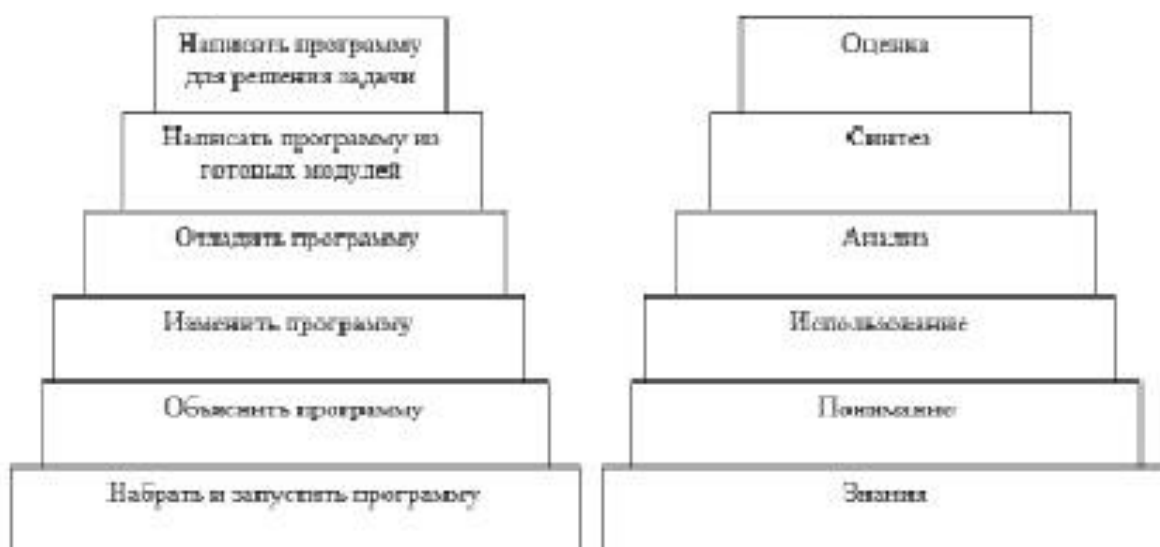 Написать программу
для решения задачи
Написать программу из
готовых модулей
Отладить программу
Изменить программу
Объяснить программу
Набрать и запустить программу
Оценка
Синтез
Анализ
Использование
Понимание
Знания